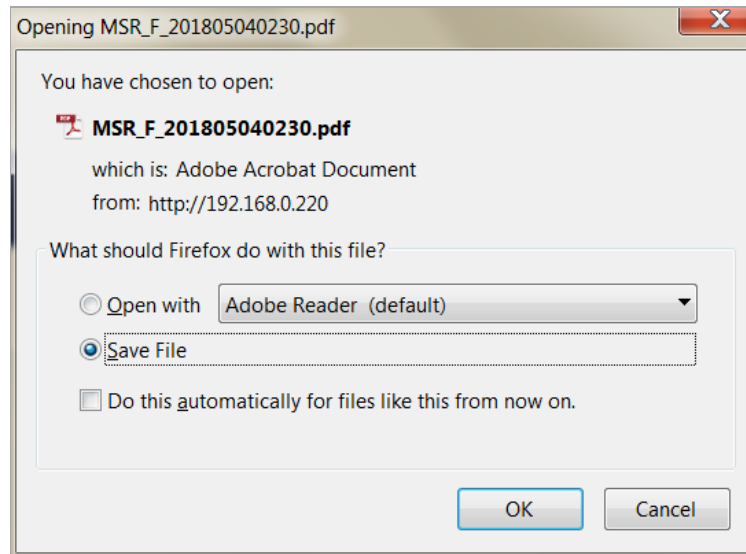 Opening MSR_F_201805040230.pdf
You have chosen to open:
MSR_F_201805040230.pdf
which is: Adobe Acrobat Document
from: http://192.168.0.220
What should Firefox do with this file?
Open with Adobe Reader (default)
Save File
Do this automatically for files like this from now on.
OK Cancel